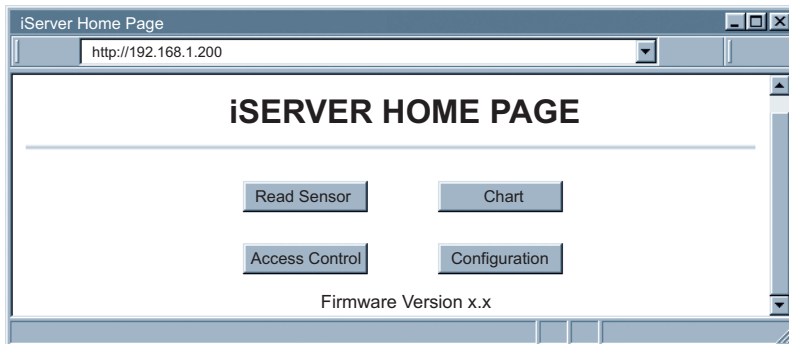 iServer Home Page
http://192.168.1.200
iSERVER HOME PAGE
Read Sensor
Chart
Access Control
Configuration
Firmware Version x.x